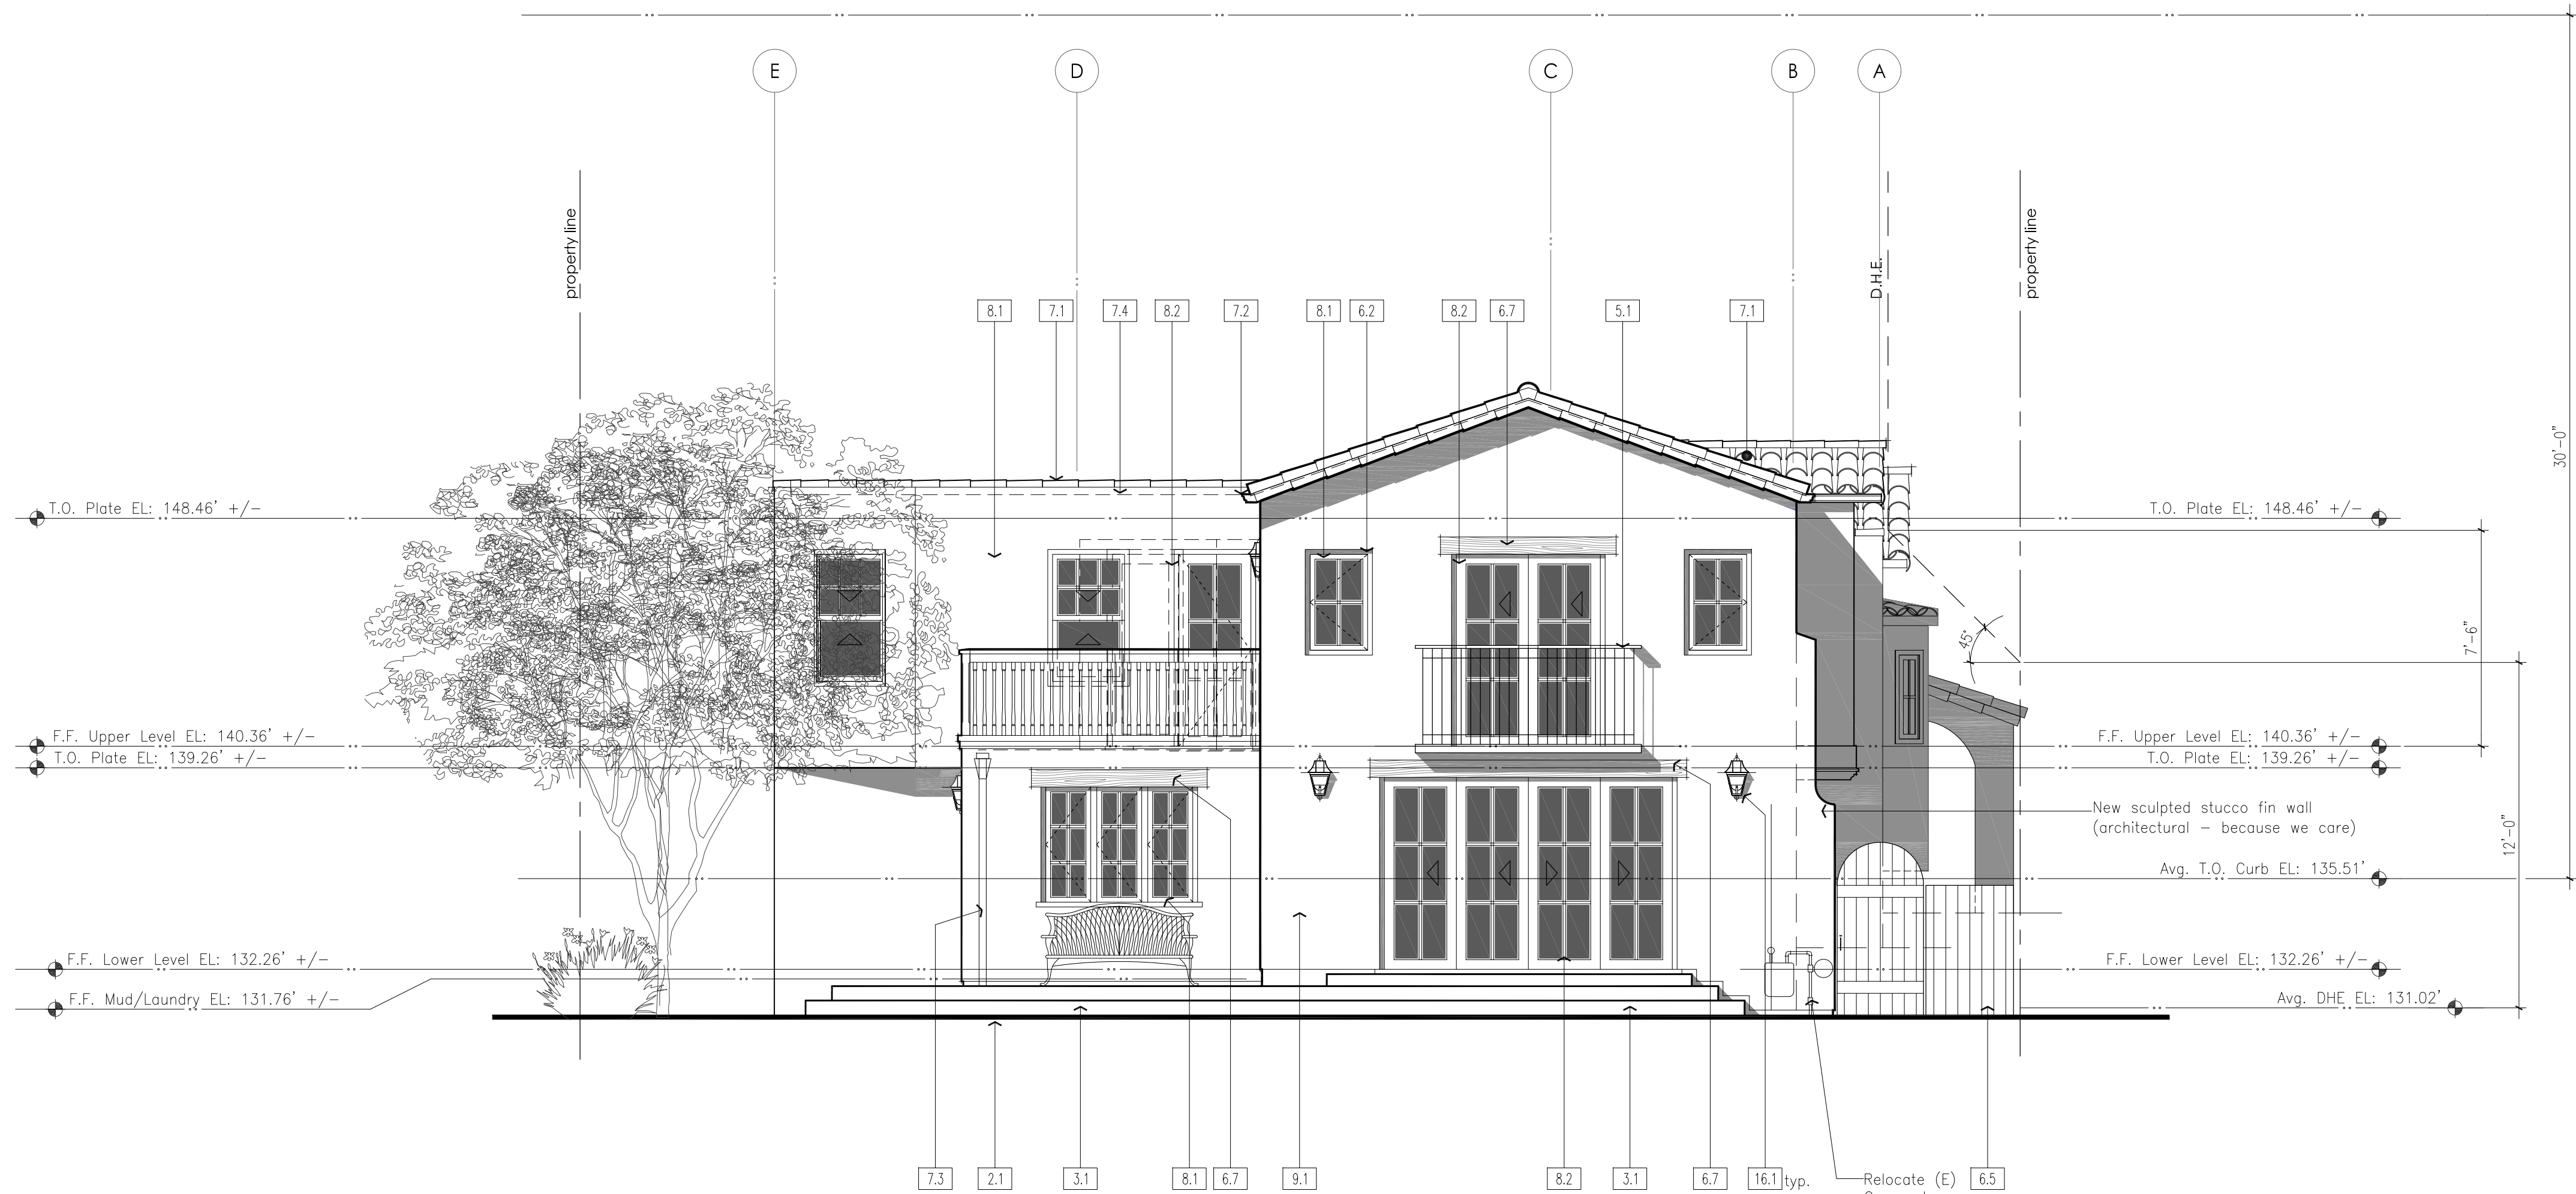 E
D
C
B
A
property line
D.H.E.
property line
8.1
7.1
7.4
8.2
7.2
8.1
6.2
8.2
6.7
5.1
7.1
30'-0"
T.O. Plate EL: 148.46' +/-
T.O. Plate EL: 148.46' +/-
45°
7'-6"
F.F. Upper Level EL: 140.36' +/-
T.O. Plate EL: 139.26' +/-
F.F. Upper Level EL: 140.36' +/-
T.O. Plate EL: 139.26' +/-
New sculpted stucco fin wall
(architectural - because we care)
12'-0"
Avg. T.O. Curb EL: 135.51'
F.F. Lower Level EL: 132.26' +/-
F.F. Mud/Laundry EL: 131.76' +/-
F.F. Lower Level EL: 132.26' +/-
Avg. DHE EL: 131.02'
7.3
2.1
3.1
8.1
6.7
9.1
8.2
3.1
6.7
16.1 typ.
Relocate (E)
6.5